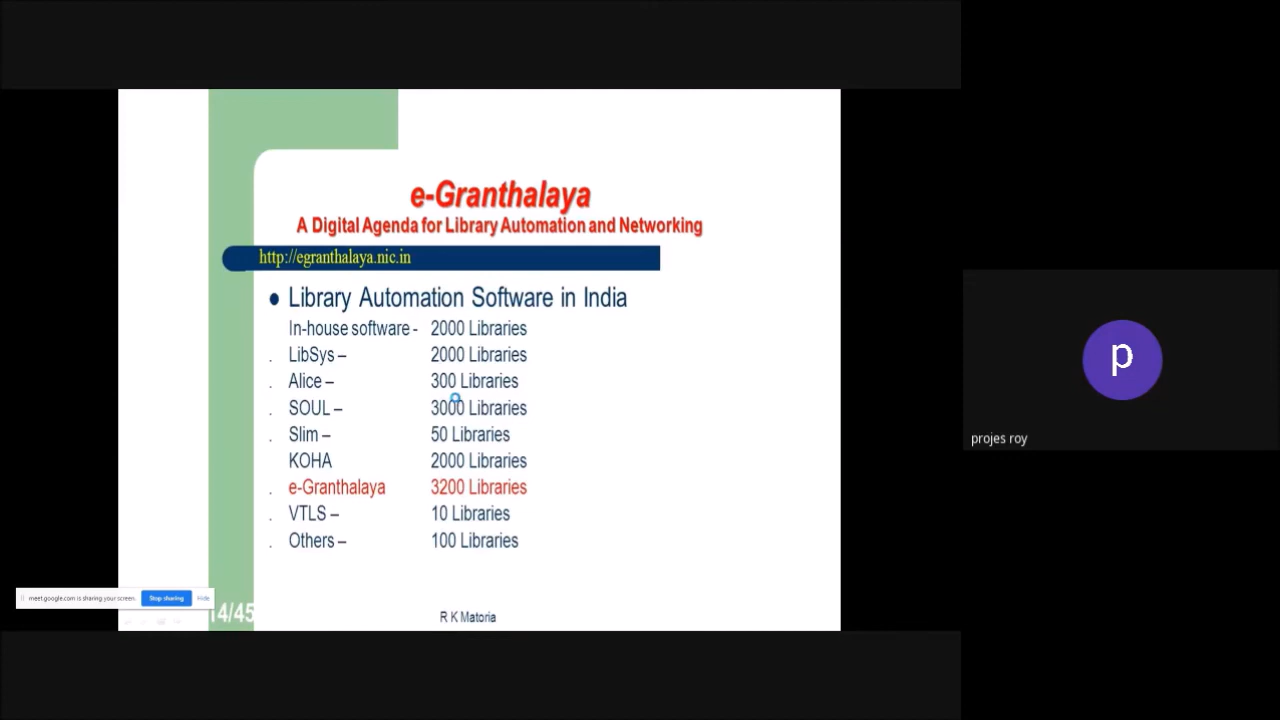 e-Granthalaya
A Digital Agenda for Library Automation and Networking
http://egranthalaya.nic.in
● Library Automation Software in India
In-house software - 2000 Libraries
. LibSys – 2000 Libraries
. Alice – 300 Libraries
. SOUL – 3000 Libraries
. Slim – 50 Libraries
KOHA 2000 Libraries
. e-Granthalaya 3200 Libraries
. VTLS – 10 Libraries
. Others – 100 Libraries
meet.google.com is sharing your screen. Stop sharing Hide
14/45
R K Matoria
p
projes roy